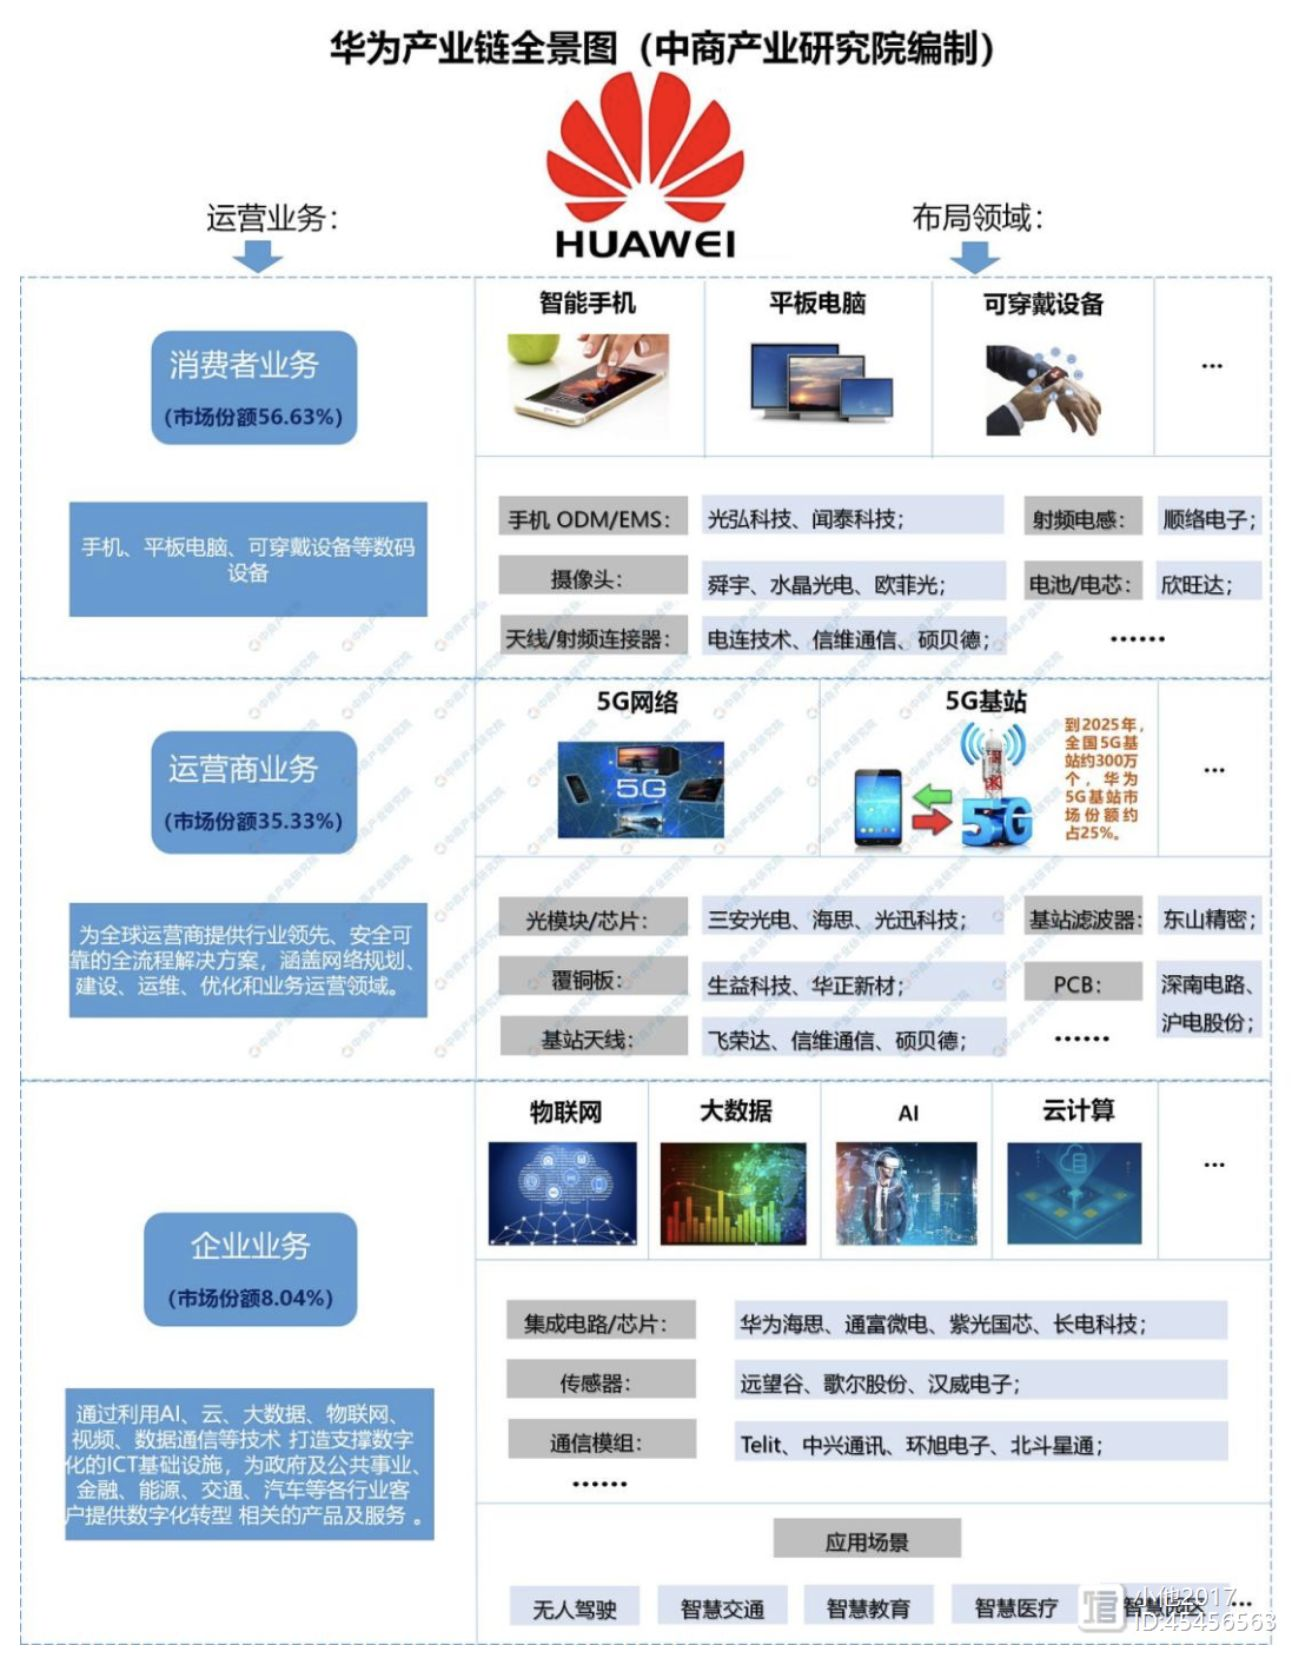 华为产业链全景图（中商产业研究院编制）
HUAWEI
运营业务：
布局领域：
消费者业务
（市场份额56.63%）
手机、平板电脑、可穿戴设备等数码
设备
智能手机
平板电脑
可穿戴设备
...
手机 ODM/EMS：
光弘科技、闻泰科技；
射频电感：
顺络电子；
摄像头：
舜宇、水晶光电、欧菲光；
电池/电芯：
欣旺达；
天线/射频连接器：
电连技术、信维通信、硕贝德；
······
运营商业务
（市场份额35.33%）
为全球运营商提供行业领先、安全可
靠的全流程解决方案，涵盖网络规划、
建设、运维、优化和业务运营领域。
5G网络
5G
5G基站
5G
到2025年，
全国5G基
站约300万
个，华为
5G基站市
场份额约
占25%。
...
光模块/芯片：
三安光电、海思、光迅科技；
基站滤波器：
东山精密；
覆铜板：
生益科技、华正新材；
PCB：
深南电路、
沪电股份；
基站天线：
飞荣达、信维通信、硕贝德；
······
企业业务
（市场份额8.04%）
通过利用AI、云、大数据、物联网、
视频、数据通信等技术 打造支撑数字
化的ICT基础设施，为政府及公共事业、
金融、能源、交通、汽车等各行业客
户提供数字化转型 相关的产品及服务 。
物联网
大数据
AI
云计算
...
集成电路/芯片：
华为海思、通富微电、紫光国芯、长电科技；
传感器：
远望谷、歌尔股份、汉威电子；
通信模组：
Telit、中兴通讯、环旭电子、北斗星通；
······
应用场景
无人驾驶
智慧交通
智慧教育
智慧医疗
智慧园区
...
小他2017
ID:45456563
中商产业研究院